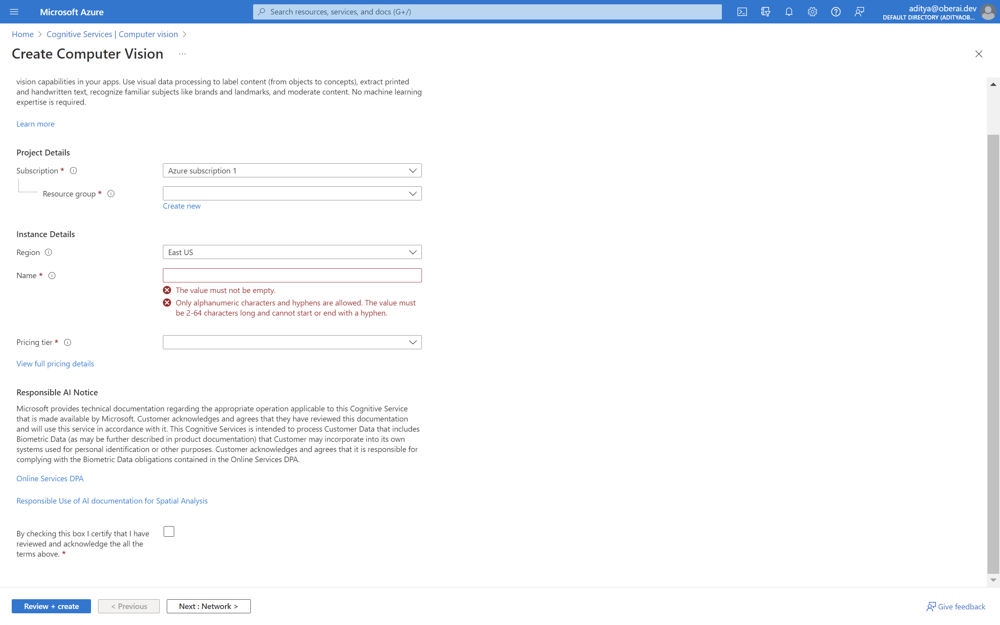 Microsoft Azure
Search resources, services, and docs (G+/)
aditya@oberai.dev
DEFAULT DIRECTORY (ADITYAOB...
Home > Cognitive Services | Computer vision >
Create Computer Vision ...
vision capabilities in your apps. Use visual data processing to label content (from objects to concepts), extract printed
and handwritten text, recognize familiar subjects like brands and landmarks, and moderate content. No machine learning
expertise is required.
Learn more
Project Details
Subscription *
Azure subscription 1
Resource group *
Create new
Instance Details
Region
East US
Name *
The value must not be empty.
Only alphanumeric characters and hyphens are allowed. The value must
be 2-64 characters long and cannot start or end with a hyphen.
Pricing tier *
View full pricing details
Responsible AI Notice
Microsoft provides technical documentation regarding the appropriate operation applicable to this Cognitive Service
that is made available by Microsoft. Customer acknowledges and agrees that they have reviewed this documentation
and will use this service in accordance with it. This Cognitive Services is intended to process Customer Data that includes
Biometric Data (as may be further described in product documentation) that Customer may incorporate into its own
systems used for personal identification or other purposes. Customer acknowledges and agrees that it is responsible for
complying with the Biometric Data obligations contained in the Online Services DPA.
Online Services DPA
Responsible Use of AI documentation for Spatial Analysis
By checking this box I certify that I have
reviewed and acknowledge the all the
terms above. *
Review + create
< Previous
Next : Network >
Give feedback